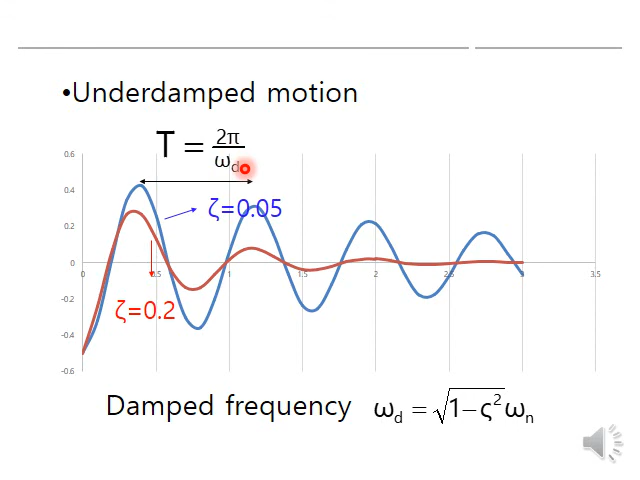 •Underdamped motion
T = 2π/ωd
0.6
0.4
ζ=0.05
0.2
0
0 0.5 1 1.5 2 2.5 3 3.5
-0.2
ζ=0.2
-0.4
-0.6
Damped frequency ωd = √1−ς² ωn